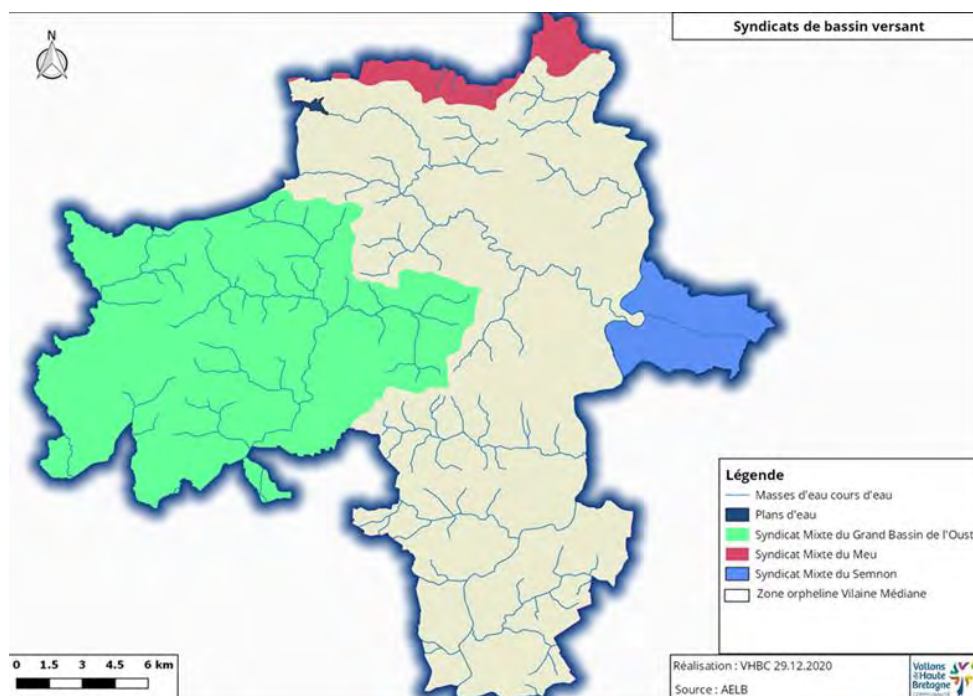 Syndicats de bassin versant
N
Légende
Masses d'eau cours d'eau
Plans d'eau
Syndicat Mixte du Grand Bassin de l'Oust
Syndicat Mixte du Meu
Syndicat Mixte du Semnon
Zone orpheline Vilaine Médiane
0 1.5 3 4.5 6 km
Réalisation : VHBC 29.12.2020
Source : AELB
Vallons
de Haute
Bretagne